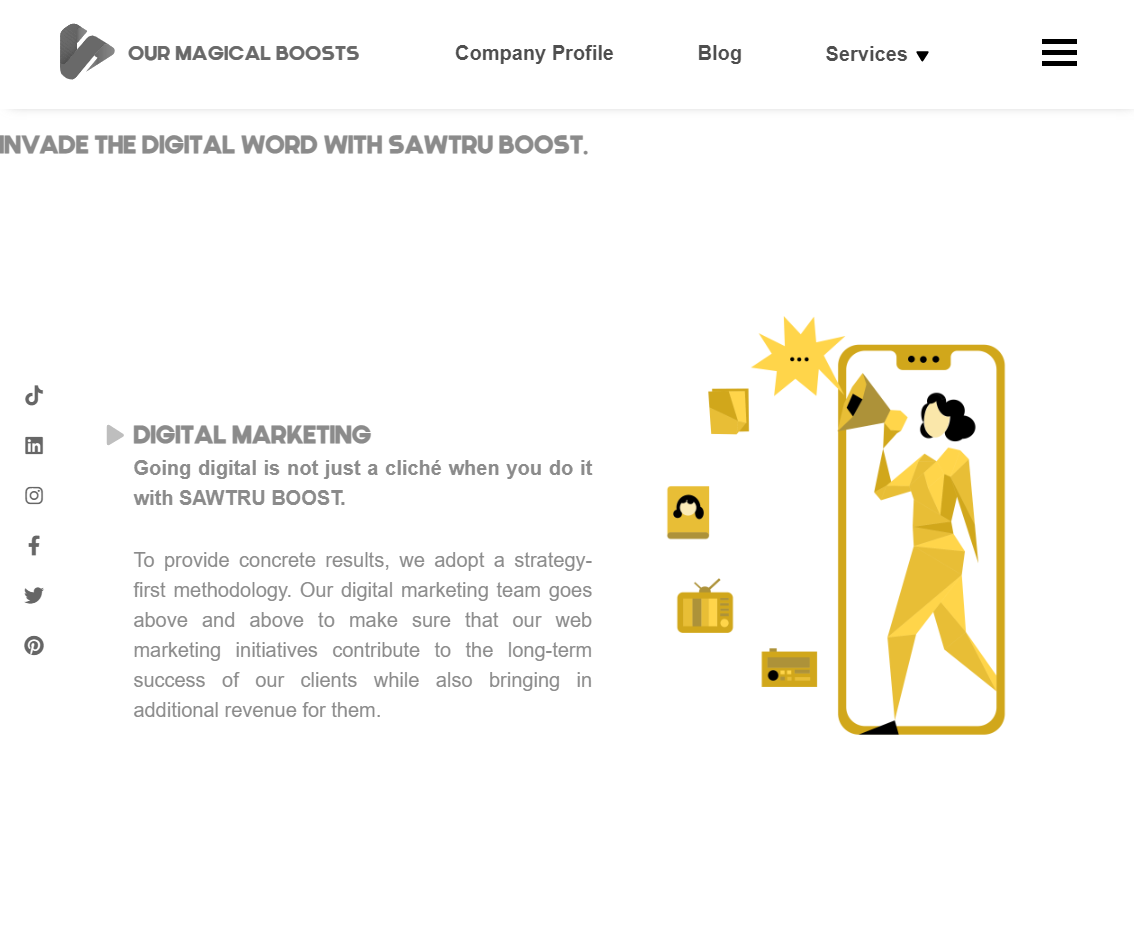 OUR MAGICAL BOOSTS
Company Profile
Blog
Services
INVADE THE DIGITAL WORD WITH SAWTRU BOOST.
DIGITAL MARKETING
Going digital is not just a cliché when you do it
with SAWTRU BOOST.
To provide concrete results, we adopt a strategy-
first methodology. Our digital marketing team goes
above and above to make sure that our web
marketing initiatives contribute to the long-term
success of our clients while also bringing in
additional revenue for them.